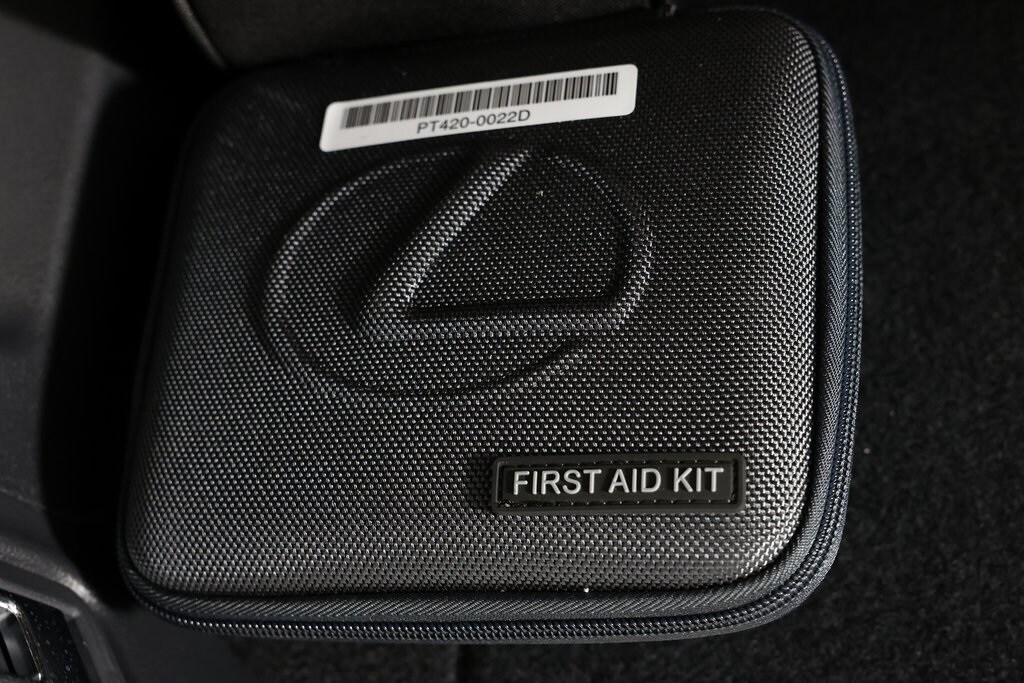 PT420-0022D
FIRST AID KIT